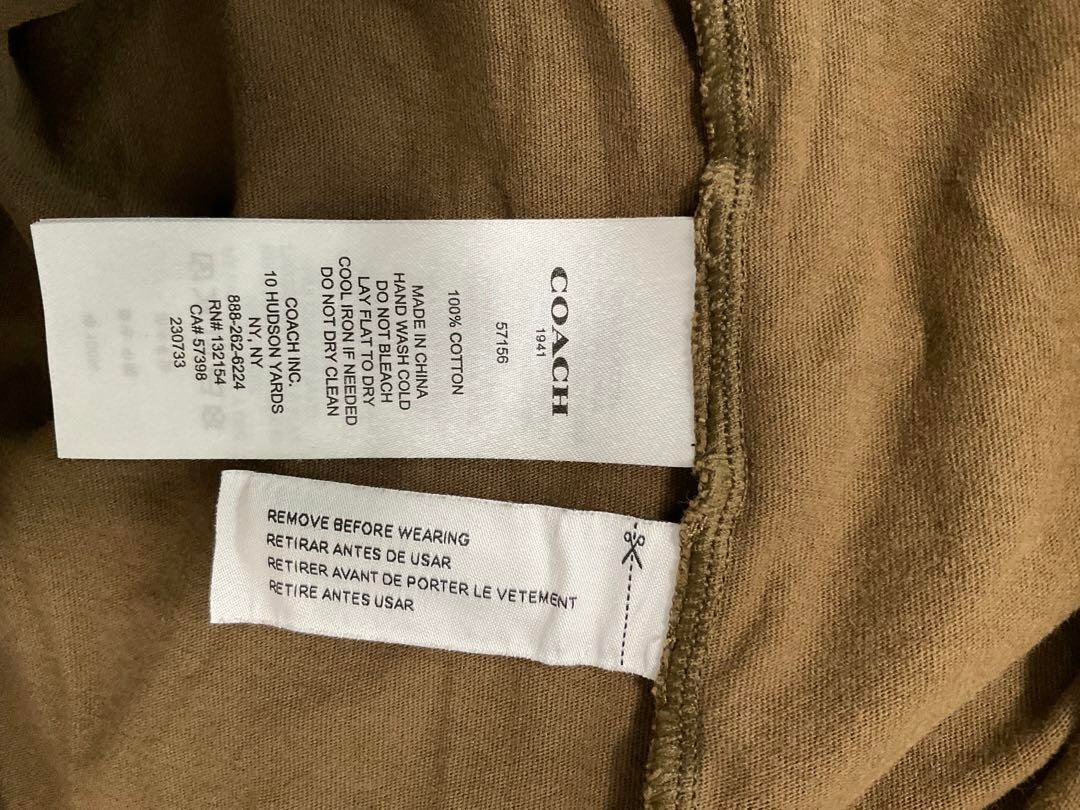 COACH
1941
57156
100% COTTON
MADE IN CHINA
HAND WASH COLD
DO NOT BLEACH
LAY FLAT TO DRY
COOL IRON IF NEEDED
DO NOT DRY CLEAN
COACH INC.
10 HUDSON YARDS
NY, NY
888-262-6224
RN# 132154
CA# 57398
230733
REMOVE BEFORE WEARING
RETIRAR ANTES DE USAR
RETIRER AVANT DE PORTER LE VETEMENT
RETIRE ANTES USAR